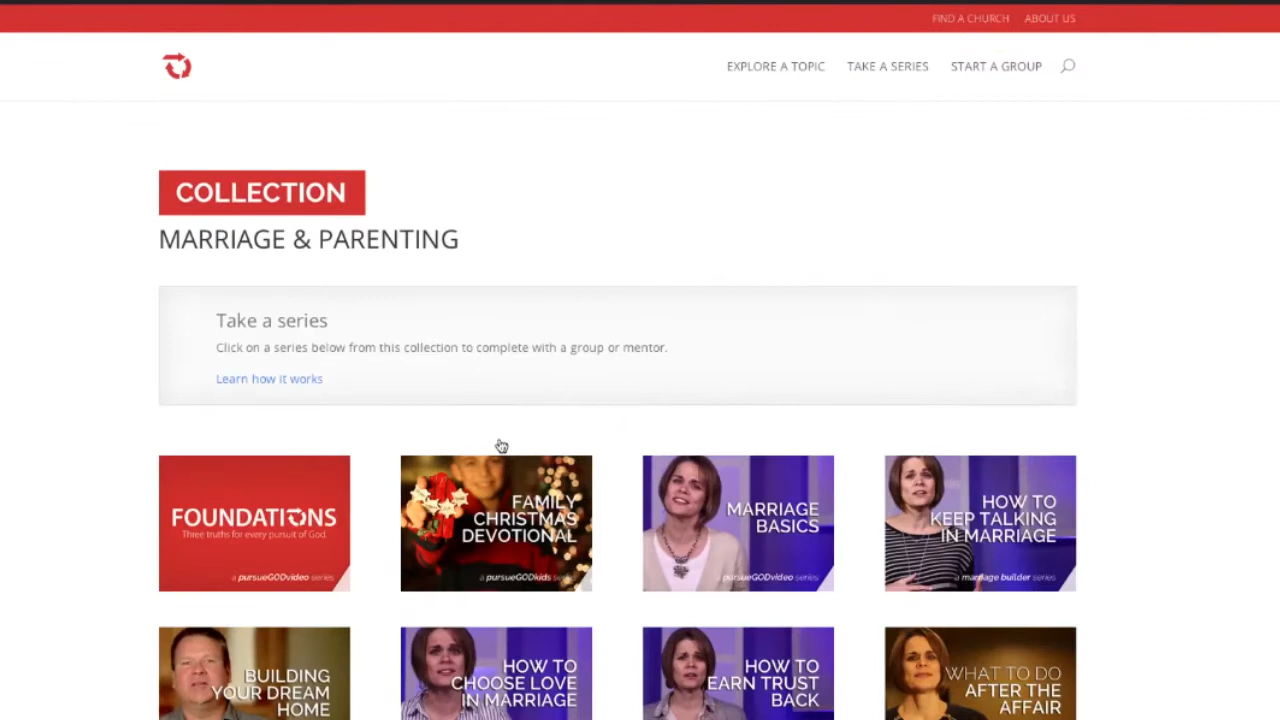 FIND A CHURCH ABOUT US
EXPLORE A TOPIC TAKE A SERIES START A GROUP
COLLECTION
MARRIAGE & PARENTING
Take a series
Click on a series below from this collection to complete with a group or mentor.
Learn how it works
FOUNDATIONS
Three truths for every pursuit of God.
a pursueGODvideo series
FAMILY
CHRISTMAS
DEVOTIONAL
a pursueGODkids series
MARRIAGE
BASICS
a pursueGODvideo series
HOW TO
KEEP TALKING
IN MARRIAGE
a marriage builder series
BUILDING
YOUR DREAM
HOME
HOW TO
CHOOSE LOVE
IN MARRIAGE
HOW TO
EARN TRUST
BACK
WHAT TO DO
AFTER THE
AFFAIR